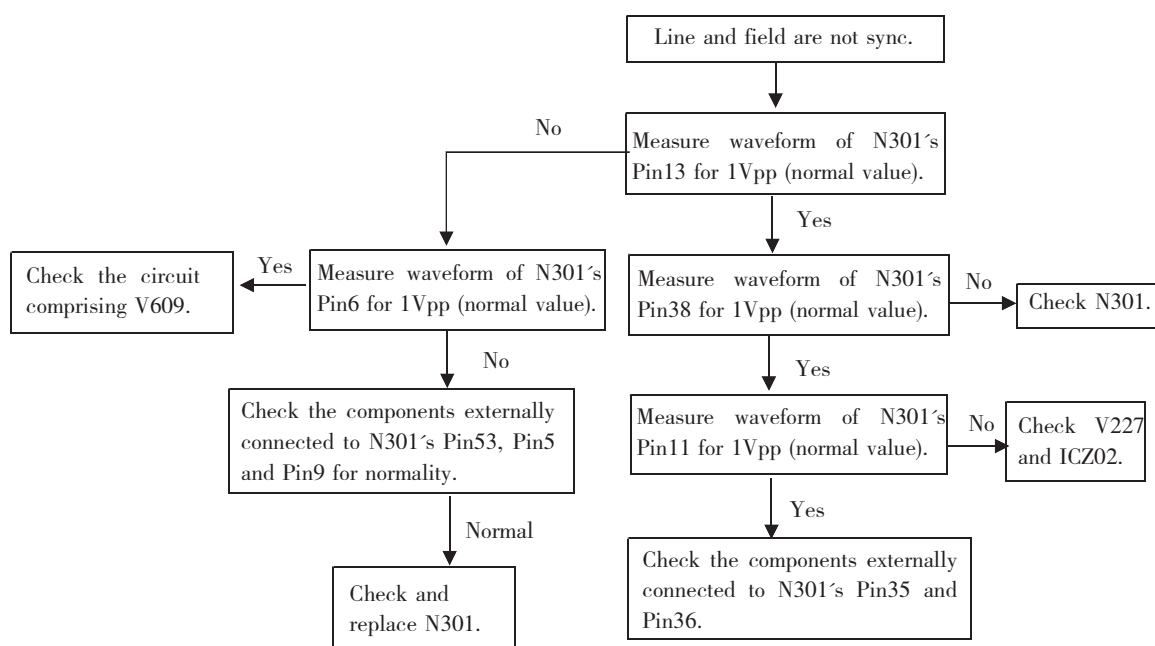 Line and field are not sync.
No
Measure waveform of N301´s
Pin13 for 1Vpp (normal value).
Yes
Check the circuit
comprising V609.
Yes
Measure waveform of N301´s
Pin6 for 1Vpp (normal value).
Measure waveform of N301´s
Pin38 for 1Vpp (normal value).
No
Check N301.
No
Yes
Check the components externally
connected to N301´s Pin53, Pin5
and Pin9 for normality.
Measure waveform of N301´s
Pin11 for 1Vpp (normal value).
No
Check V227
and ICZ02.
Normal
Yes
Check and
replace N301.
Check the components externally
connected to N301´s Pin35 and
Pin36.